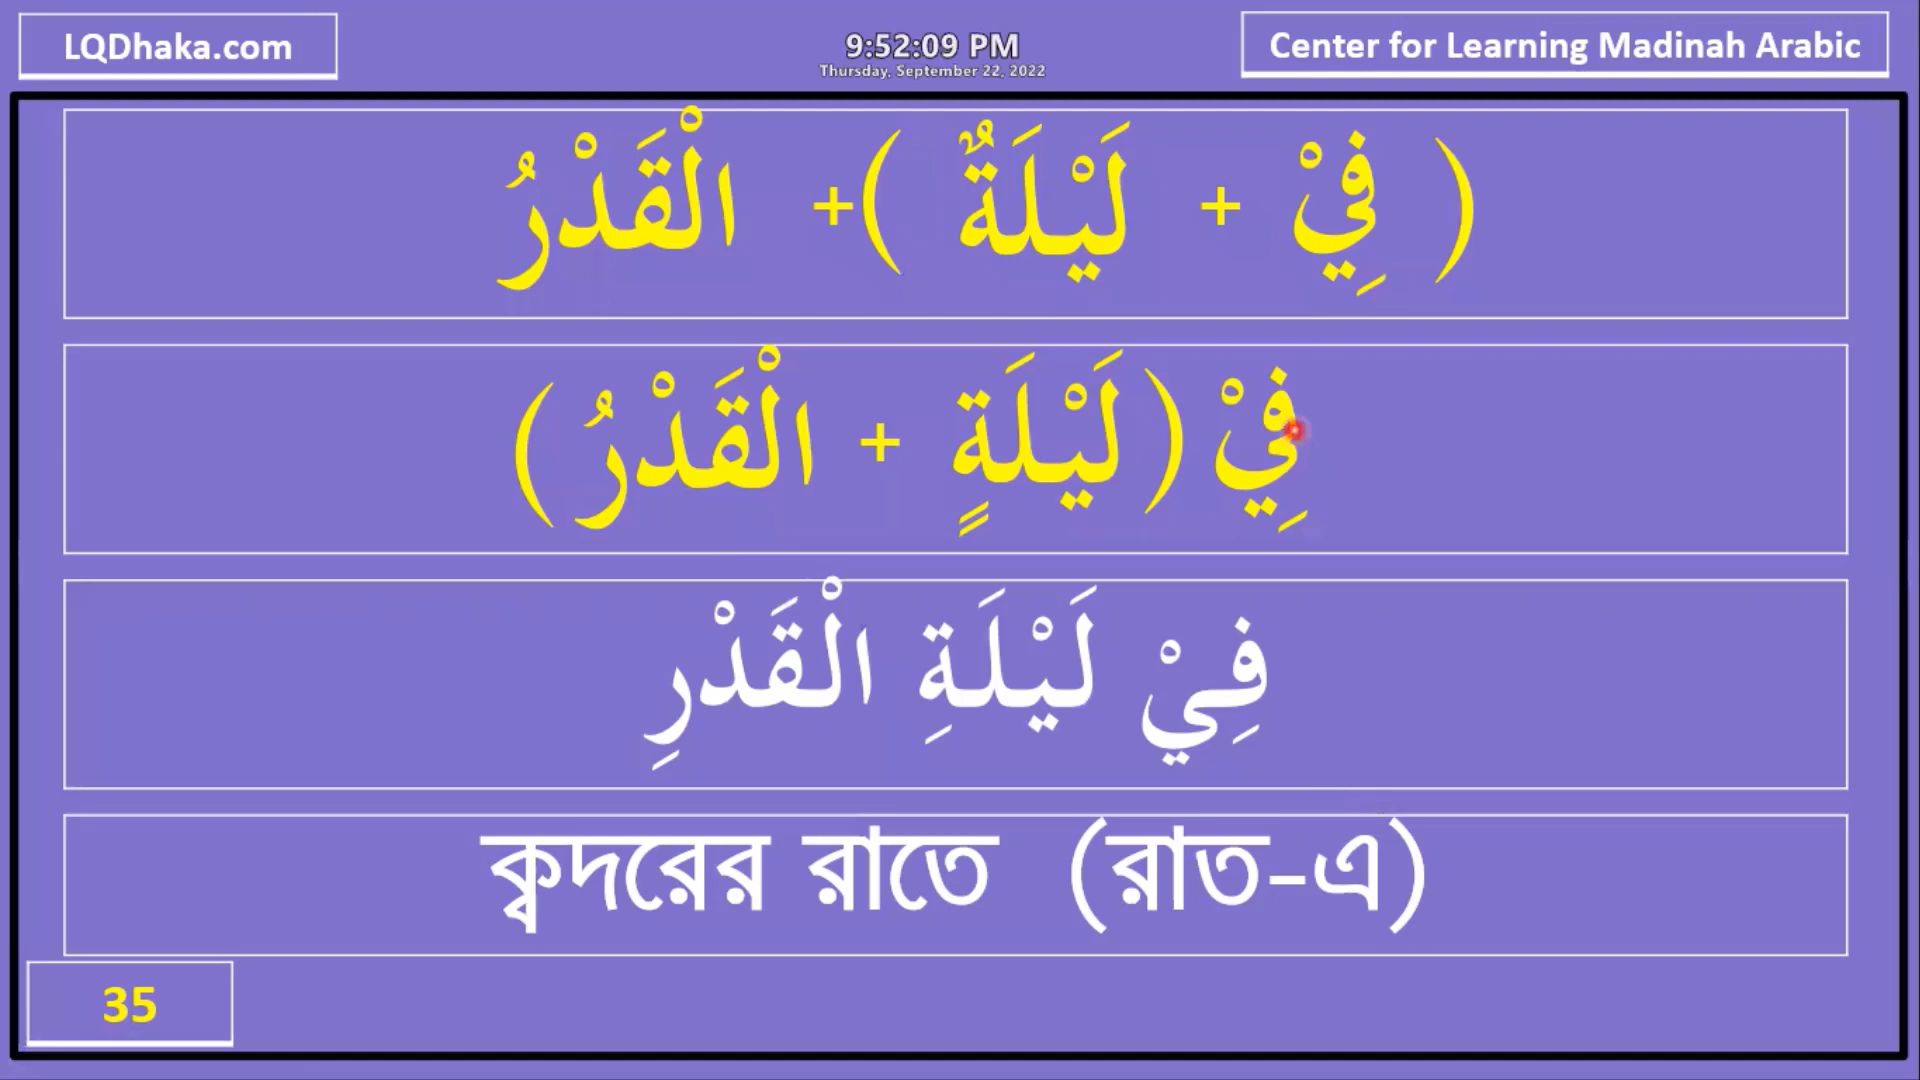 LQDhaka.com
9:52:09 PM
Thursday, September 22, 2022
Center for Learning Madinah Arabic
( فِيْ + لَيْلَةٌ )+ الْقَدْرُ
فِيْ (لَيْلَةٍ + الْقَدْرُ)
فِيْ لَيْلَةِ الْقَدْرِ
ক্বদরের রাতে (রাত-এ)
35